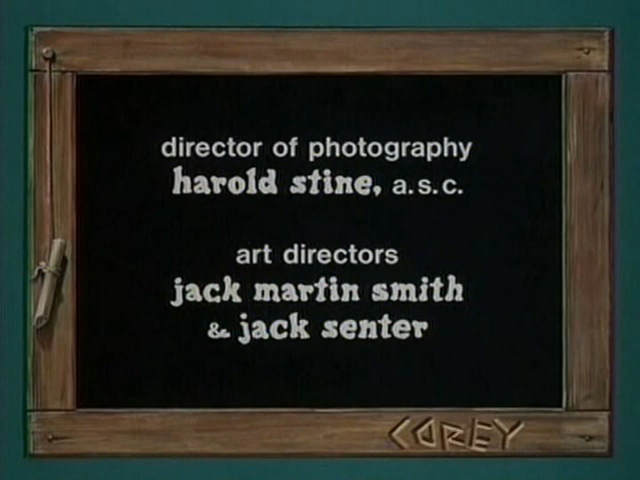 director of photography
harold stine, a.s.c.
art directors
jack martin smith
& jack senter
COREY